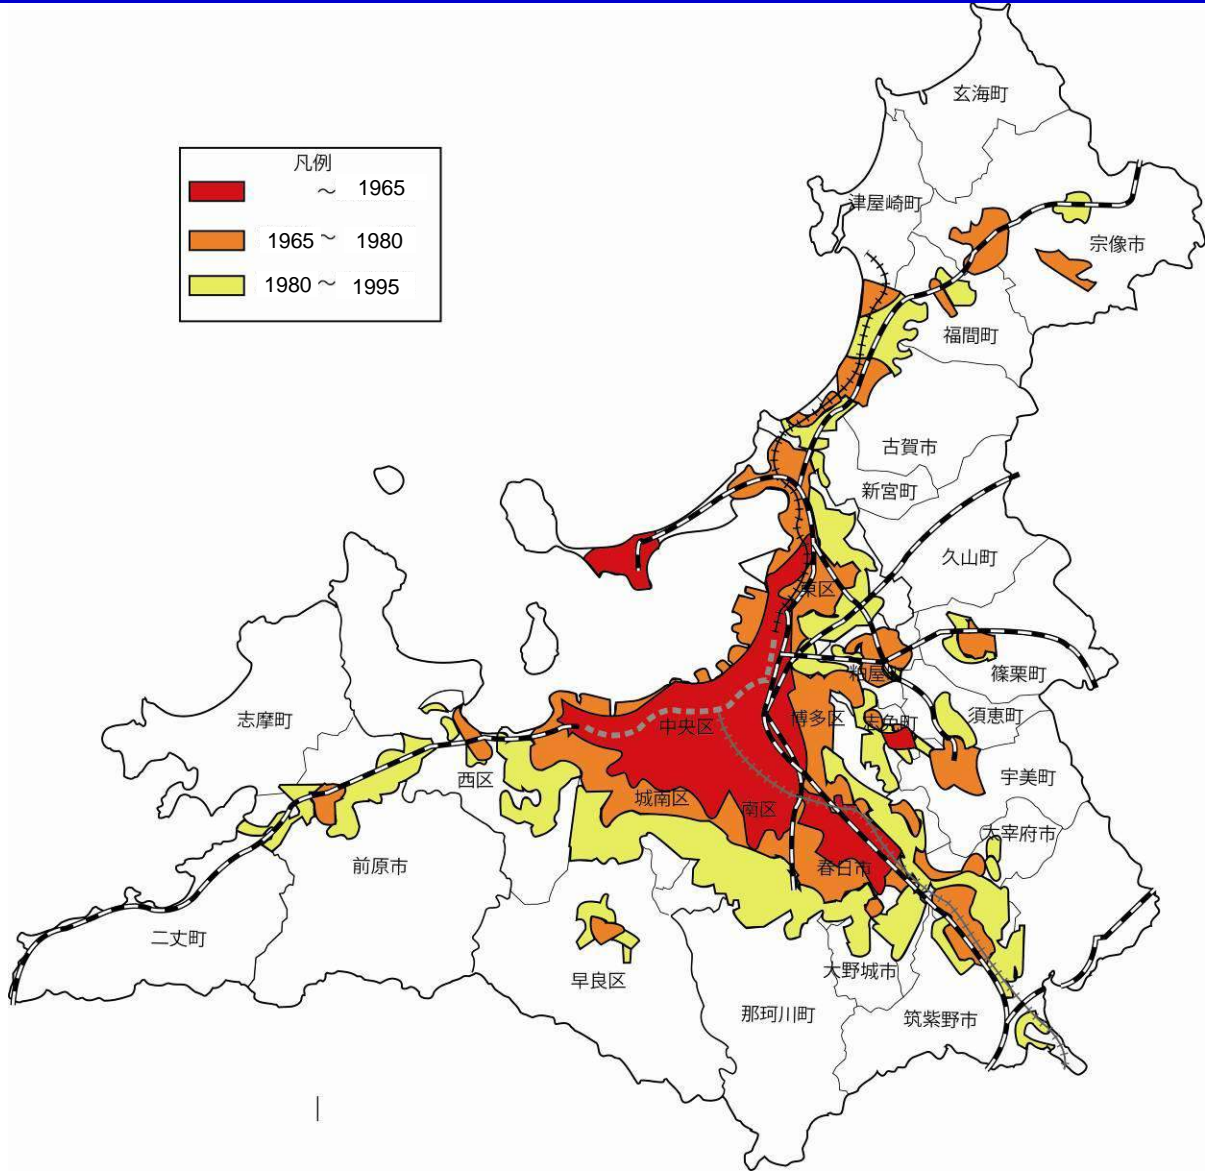 凡例
～ 1965
1965 ～ 1980
1980 ～ 1995
玄海町
津屋崎町
宗像市
福間町
古賀市
新宮町
久山町
東区
粕屋
篠栗町
志摩町
中央区
博多区
志免町
須恵町
西区
宇美町
城南区
南区
太宰府市
前原市
春日市
二丈町
早良区
大野城市
那珂川町
筑紫野市